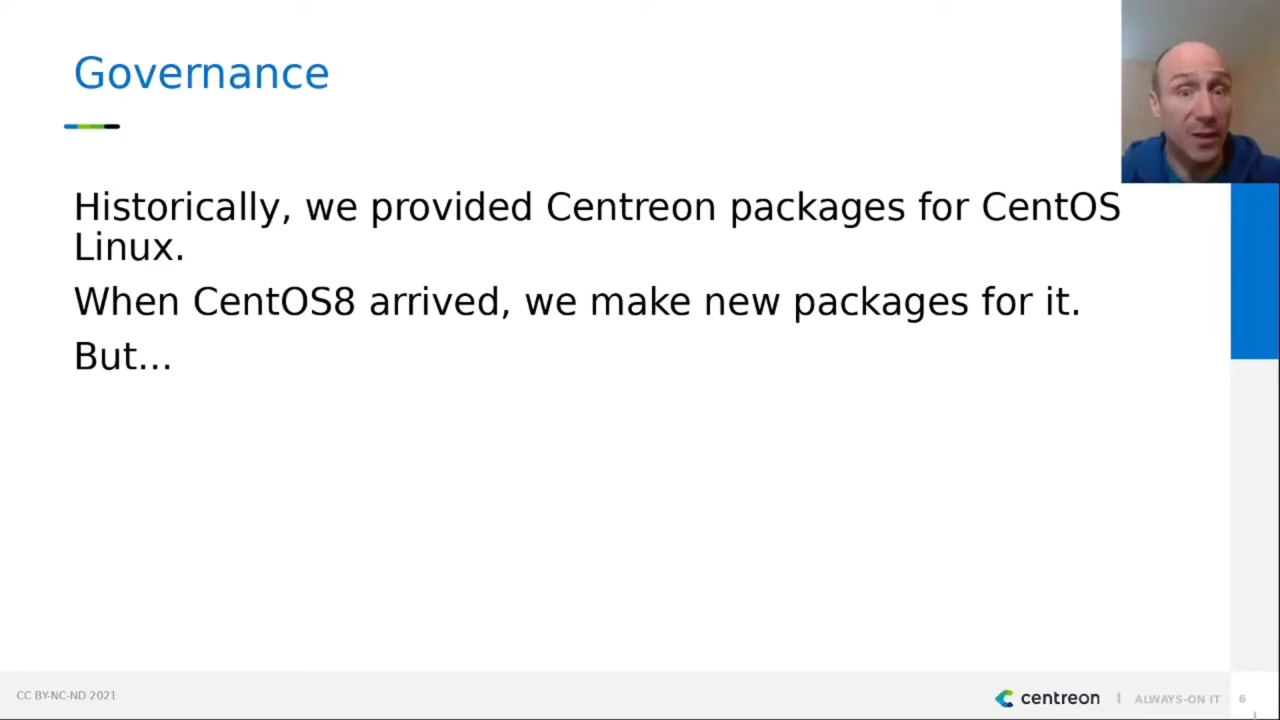 Governance
Historically, we provided Centreon packages for CentOS
Linux.
When CentOS8 arrived, we make new packages for it.
But...
CC BY-NC-ND 2021
centreon
ALWAYS-ON IT
6